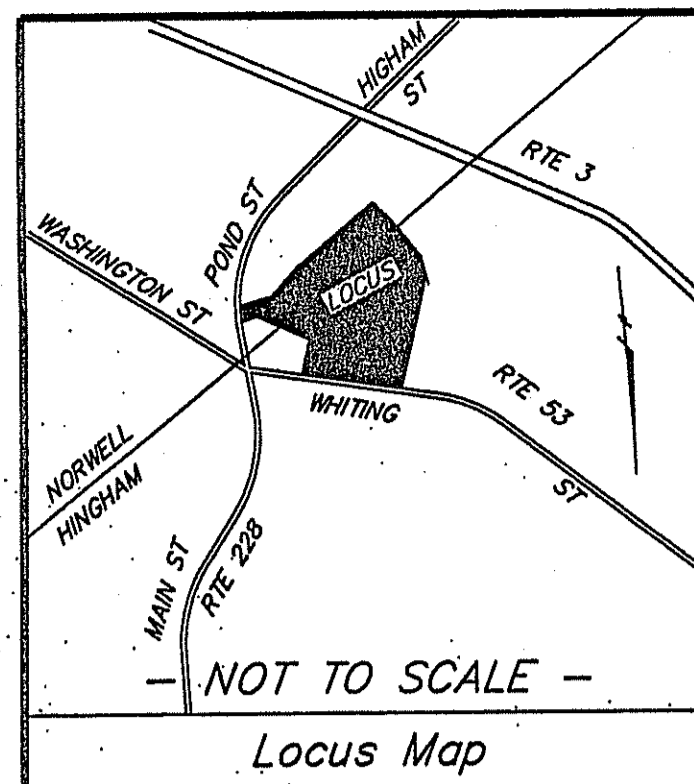 HIGHAM
ST
RTE 3
POND ST
WASHINGTON ST
LOCUS
RTE 53
WHITING
ST
NORWELL
HINGHAM
MAIN ST
RTE 228
- NOT TO SCALE -
Locus Map